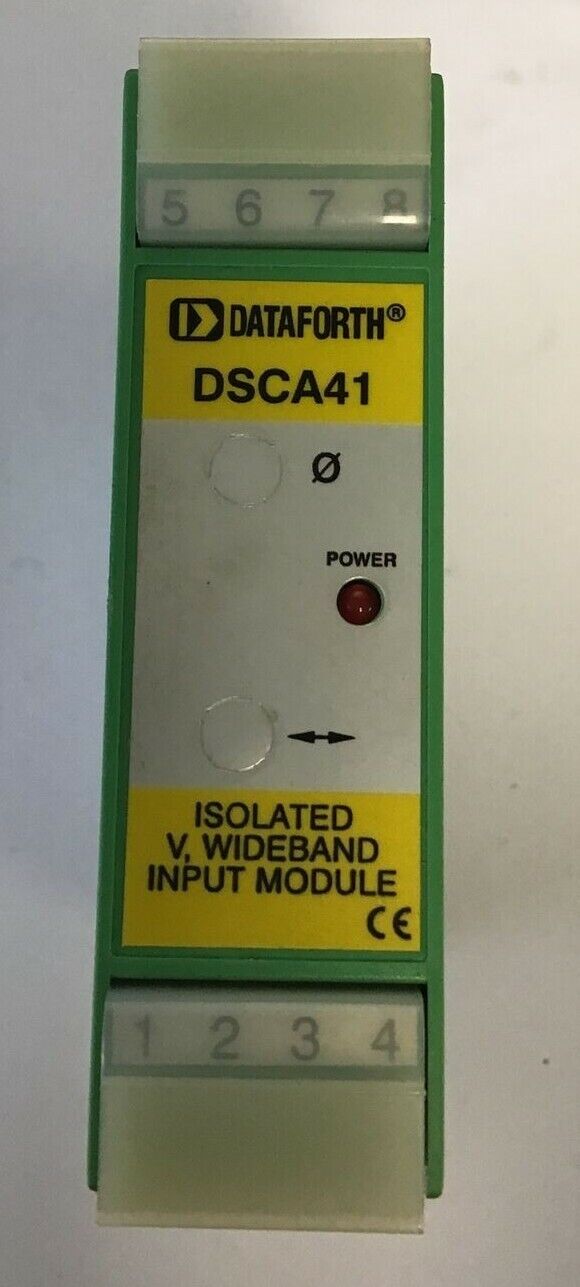 5 6 7 8
DATAFORTH®
DSCA41
Ø
POWER
ISOLATED
V, WIDEBAND
INPUT MODULE
CE
1 2 3 4